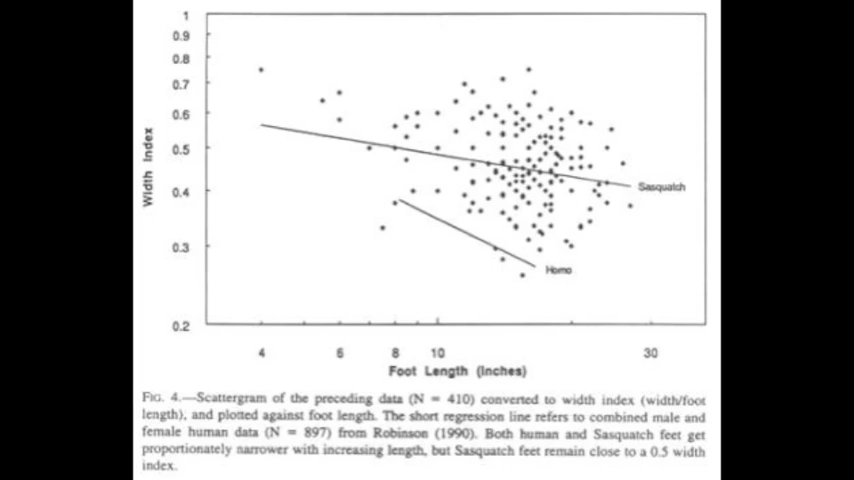 1
0.9
0.8
0.7
0.6
0.5
0.4
0.3
0.2
Width Index
Sasquatch
Homo
4 6 8 10 30
Foot Length (Inches)
FIG. 4.—Scattergram of the preceding data (N = 410) converted to width index (width/foot
length), and plotted against foot length. The short regression line refers to combined male and
female human data (N = 897) from Robinson (1990). Both human and Sasquatch feet get
proportionately narrower with increasing length, but Sasquatch feet remain close to a 0.5 width
index.